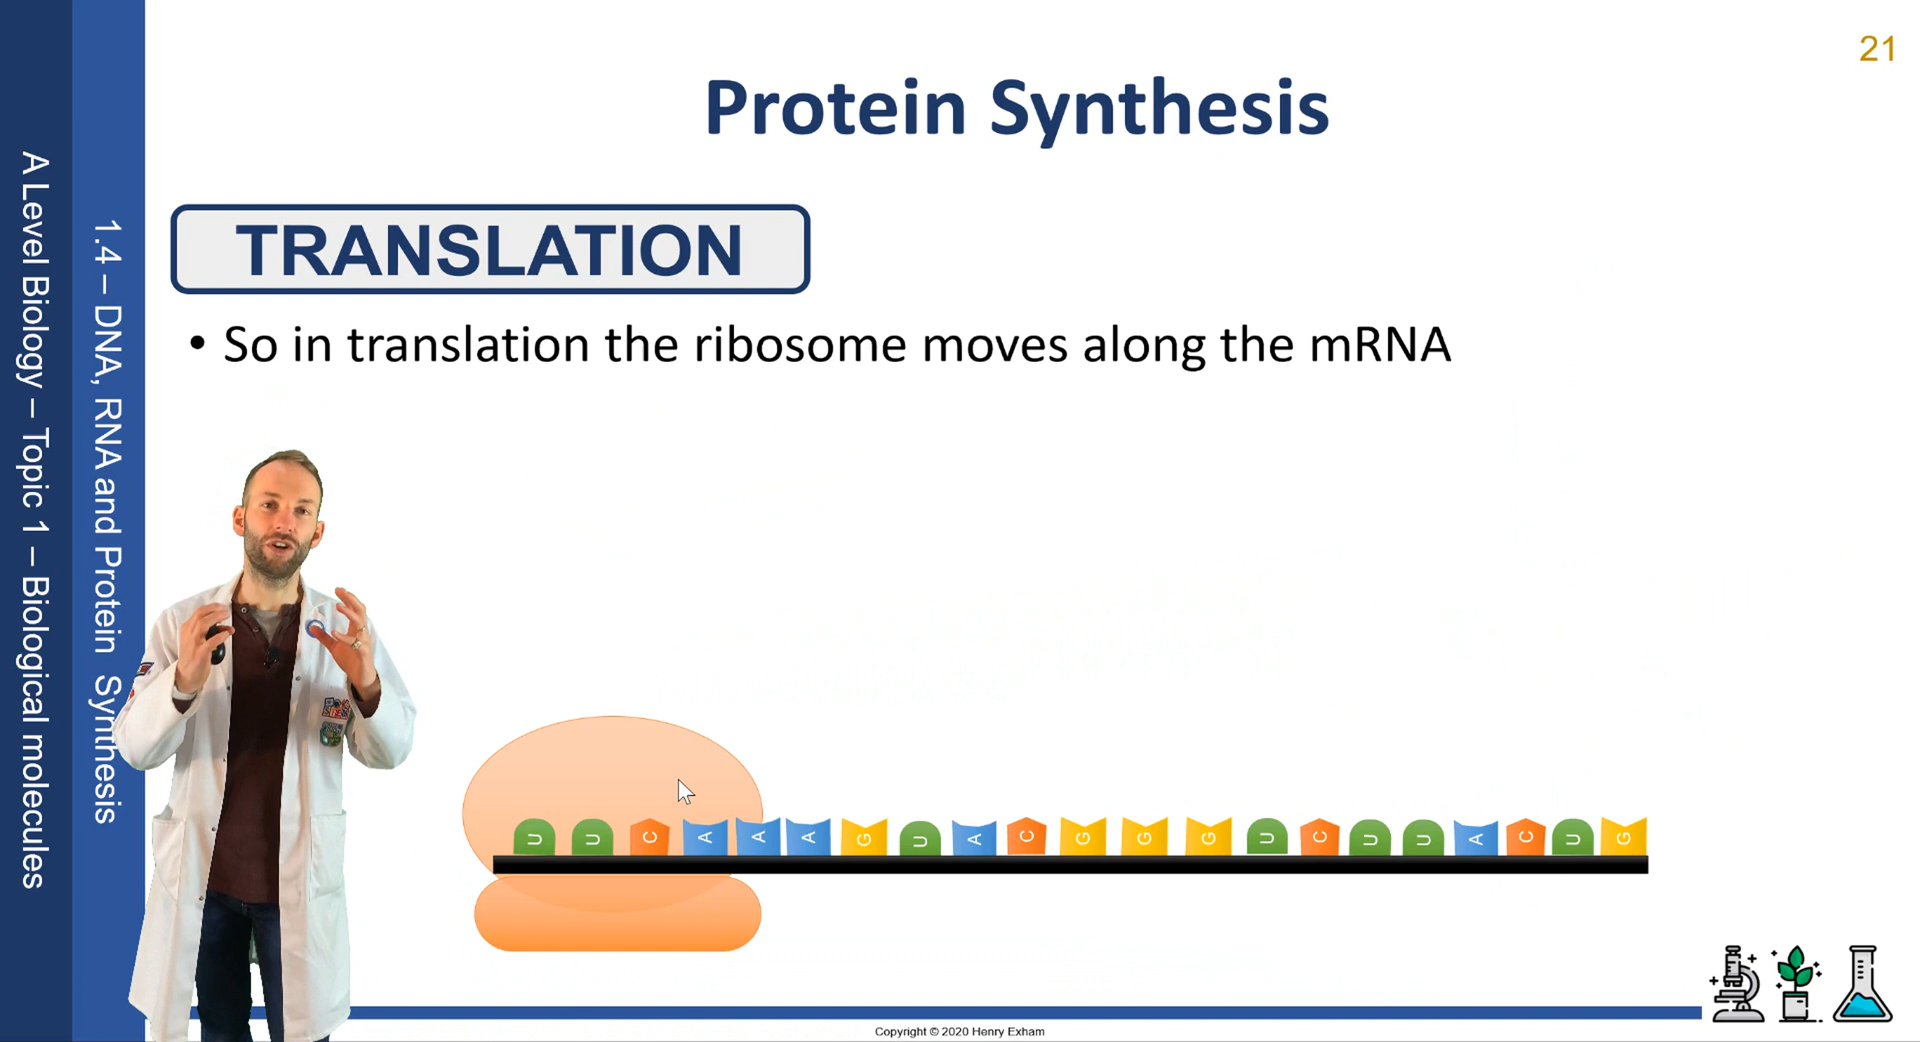 21
Protein Synthesis
TRANSLATION
• So in translation the ribosome moves along the mRNA
A Level Biology – Topic 1 – Biological molecules
1.4 – DNA, RNA and Protein Synthesis
U U C A A A G U A C G G G U C U U A C U G
Copyright © 2020 Henry Exham